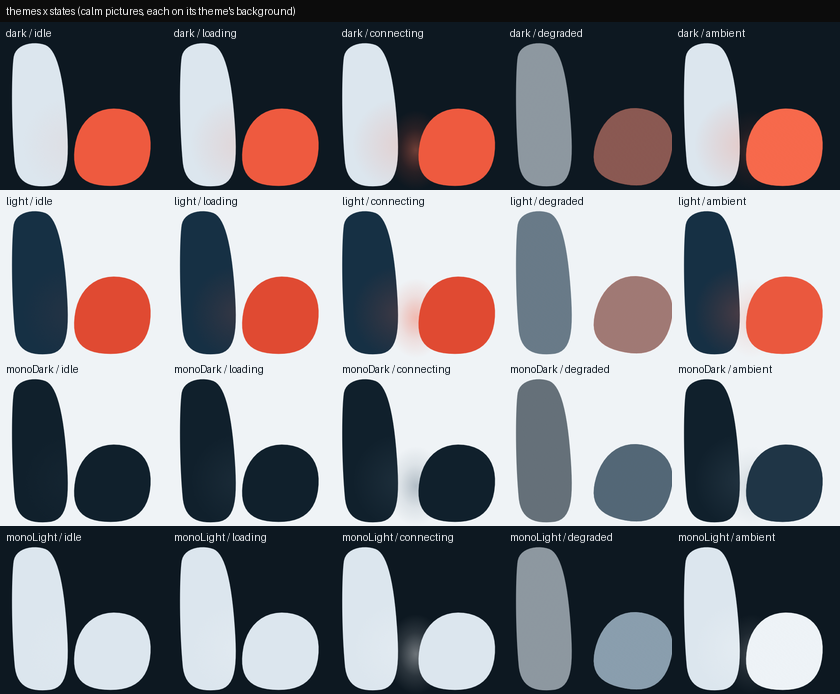 themes x states (calm pictures, each on its theme's background)
dark / idle
dark / loading
dark / connecting
dark / degraded
dark / ambient
light / idle
light / loading
light / connecting
light / degraded
light / ambient
monoDark / idle
monoDark / loading
monoDark / connecting
monoDark / degraded
monoDark / ambient
monoLight / idle
monoLight / loading
monoLight / connecting
monoLight / degraded
monoLight / ambient